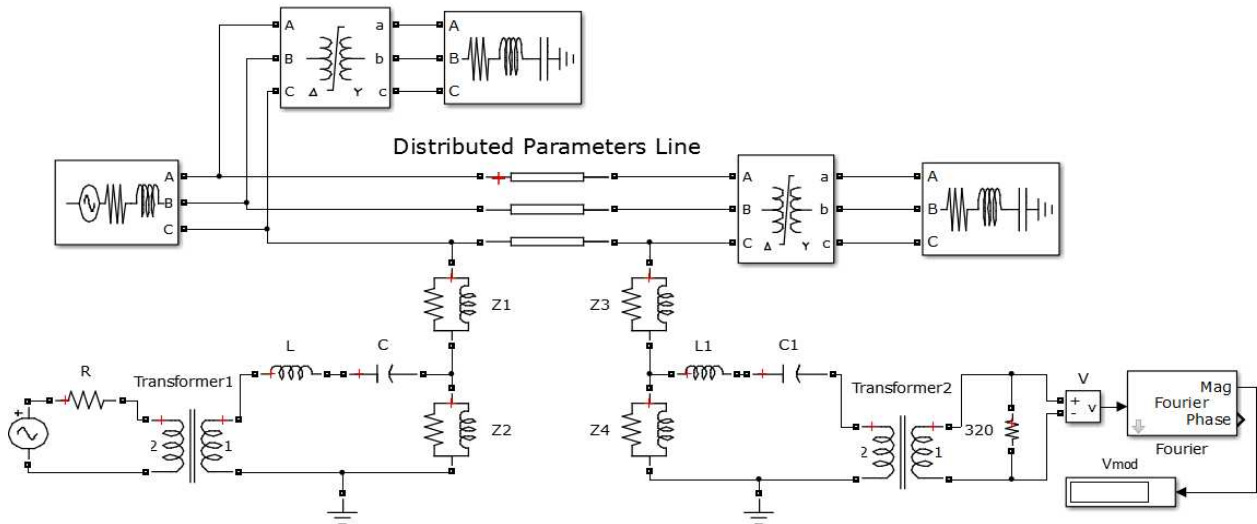 A a
B b
C c
Δ Y
A
B
C
Distributed Parameters Line
A
B
C
A a
B b
C c
Δ Y
A
B
C
Z1
Z3
L
C
L1
C1
R
Transformer1
Transformer2
V
+
-
v
Mag
Fourier
Phase
Fourier
+
2
1
Z2
Z4
2
1
320
Vmod